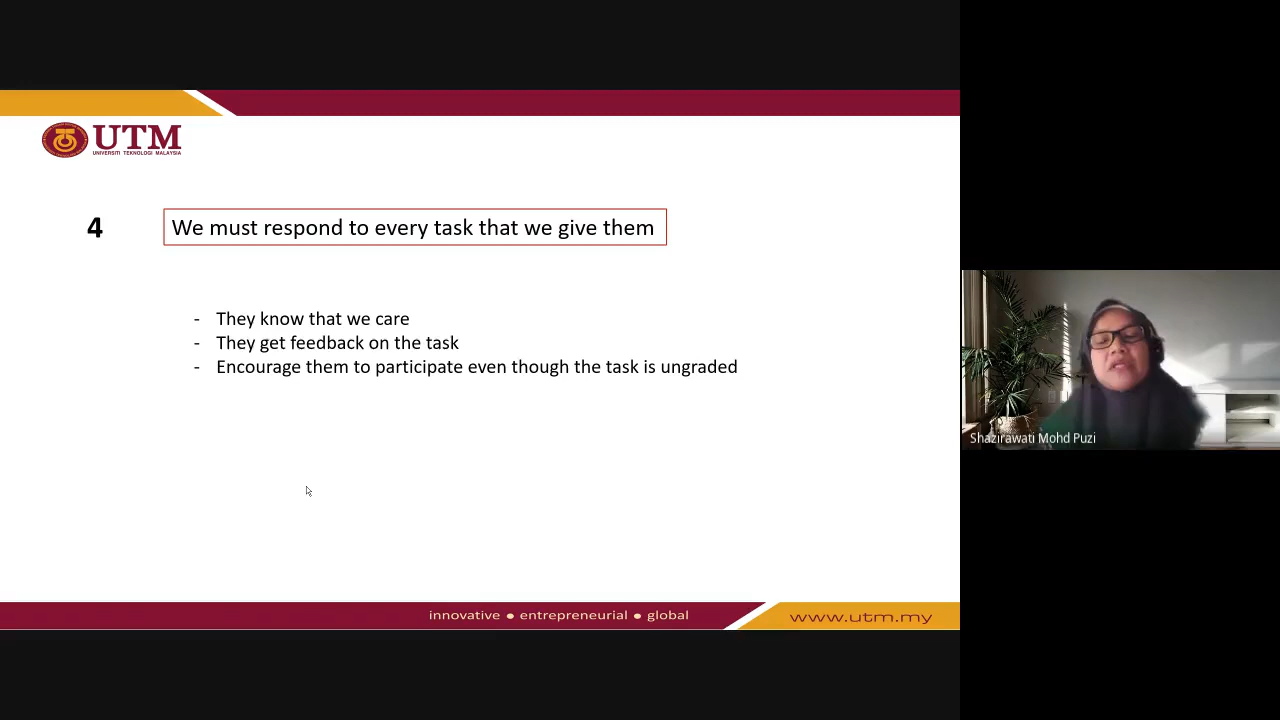 UTM
UNIVERSITI TEKNOLOGI MALAYSIA
4
We must respond to every task that we give them
- They know that we care
- They get feedback on the task
- Encourage them to participate even though the task is ungraded
Shazirawati Mohd Puzi
innovative ● entrepreneurial ● global
www.utm.my